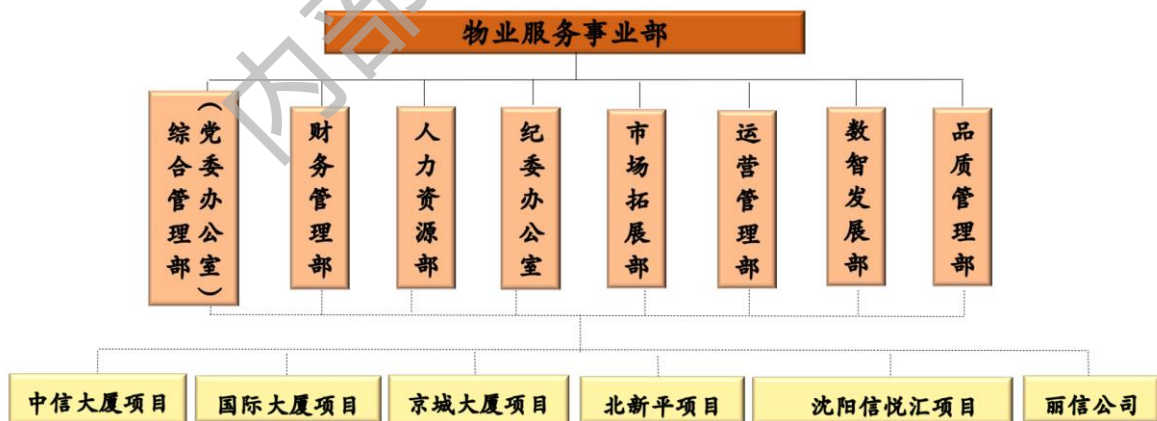 物业服务事业部
综合管理部
（党委办公室）
财务管理部
人力资源部
纪委办公室
市场拓展部
运营管理部
数智发展部
品质管理部
中信大厦项目
国际大厦项目
京城大厦项目
北新平项目
沈阳信悦汇项目
丽信公司
内部